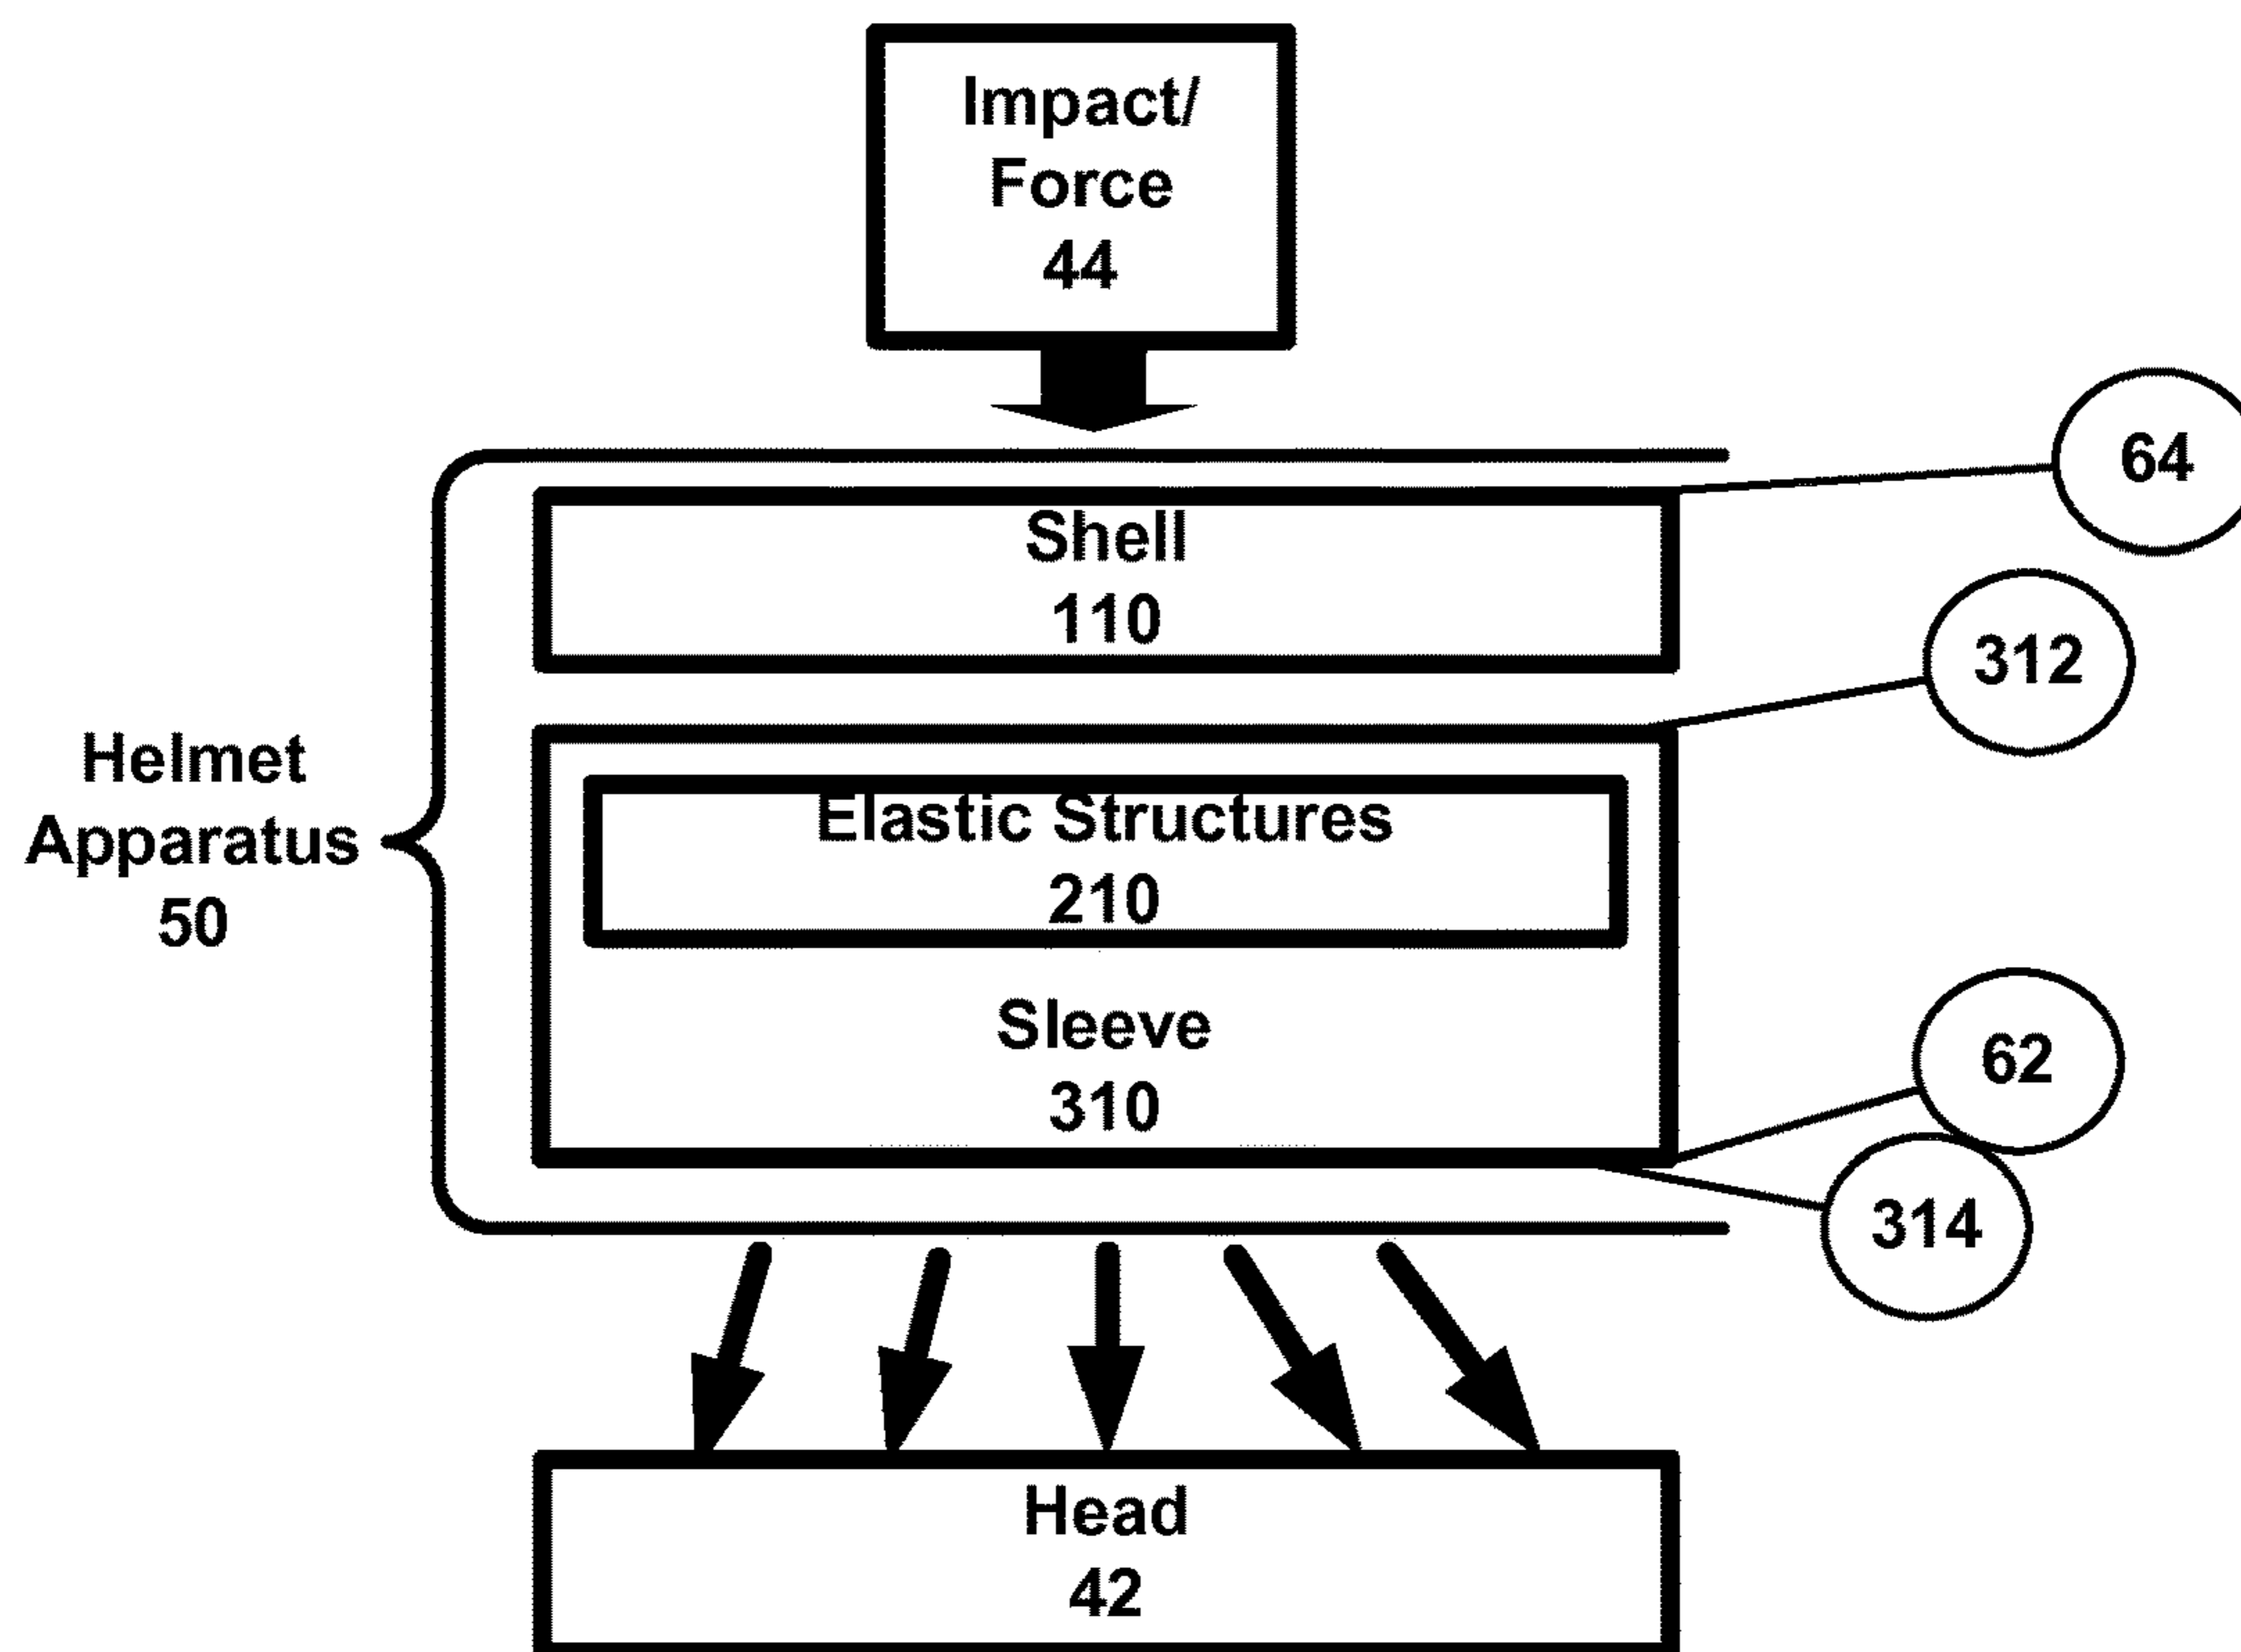 Impact/
Force
44
64
Shell
110
312
Helmet
Apparatus
50
Elastic Structures
210
Sleeve
310
62
314
Head
42